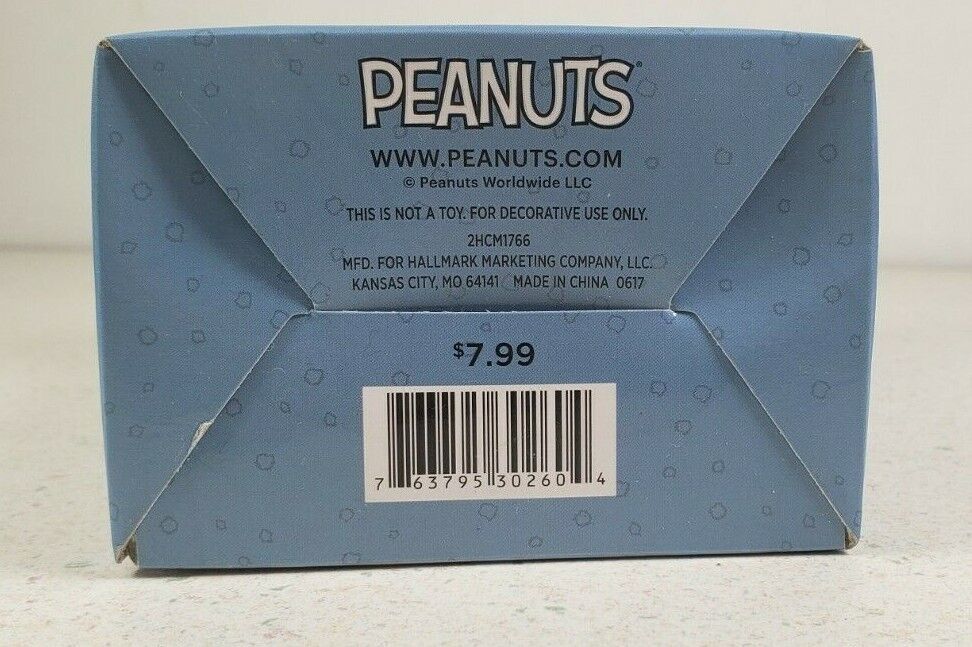 PEANUTS®
WWW.PEANUTS.COM
© Peanuts Worldwide LLC
THIS IS NOT A TOY. FOR DECORATIVE USE ONLY.
2HCM1766
MFD. FOR HALLMARK MARKETING COMPANY, LLC.
KANSAS CITY, MO 64141 MADE IN CHINA 0617
$7.99
7 63795 30260 4